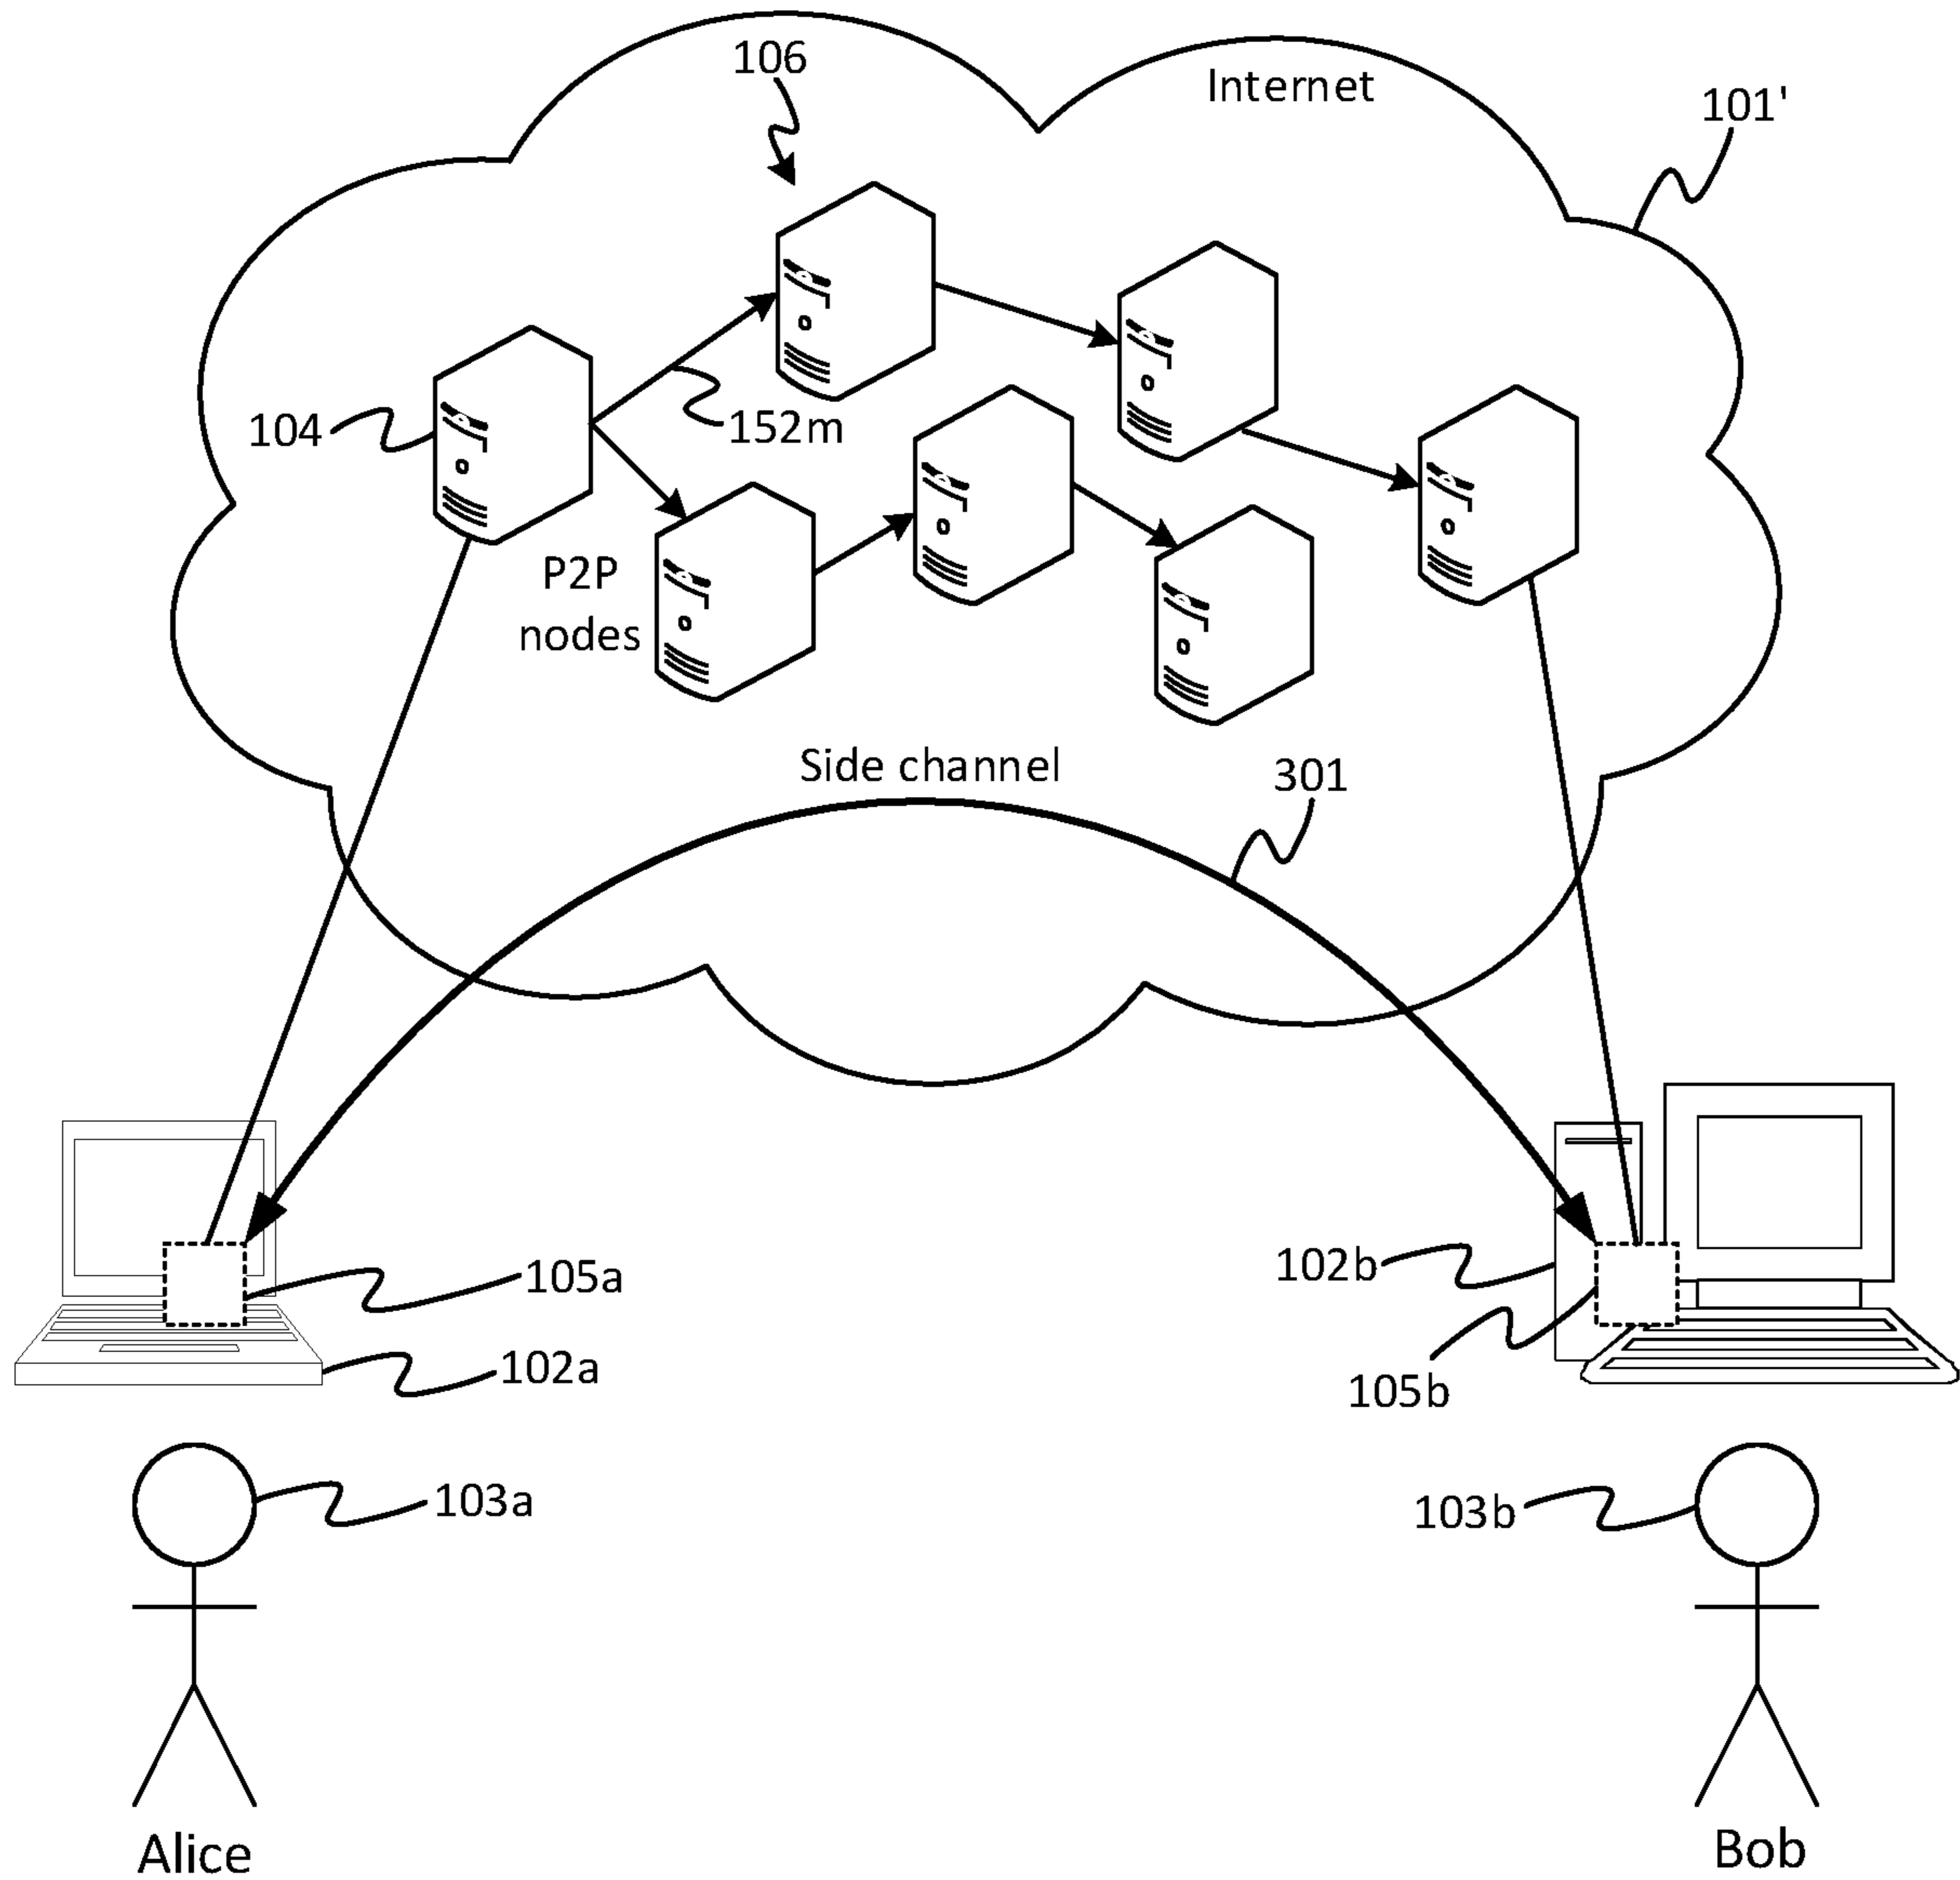 106
Internet
101'
104
152m
P2P
nodes
Side channel
301
105a
102b
102a
105b
103a
103b
Alice
Bob